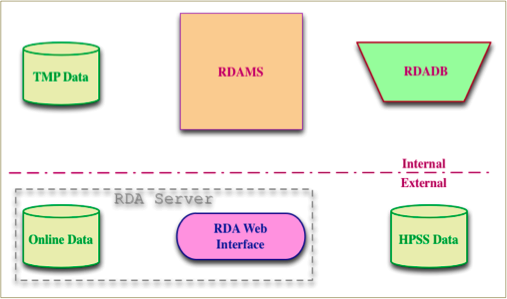 TMP Data
RDAMS
RDADB
Internal
External
RDA Server
Online Data
RDA Web
Interface
HPSS Data